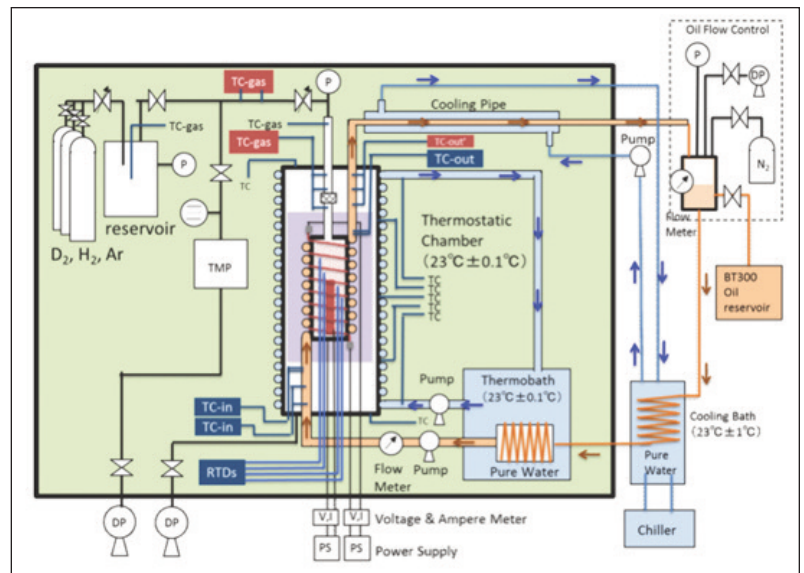 Oil Flow Control
P
DP
N₂
Flow
Meter
BT300
Oil
reservoir
Pump
Cooling Pipe
P
TC-gas
TC-gas
TC-gas
TC-gas
P
TC
TC-out'
TC-out
reservoir
D₂, H₂, Ar
TMP
Thermostatic
Chamber
(23℃±0.1℃)
TC
TC
TC
TC
TC
Pump
Thermobath
(23℃±0.1℃)
Pure Water
TC
TC-in
TC-in
RTDs
Flow
Meter
Pump
Cooling Bath
(23℃±1℃)
Pure
Water
Chiller
DP
DP
V,I
V,I
Voltage & Ampere Meter
PS
PS
Power Supply